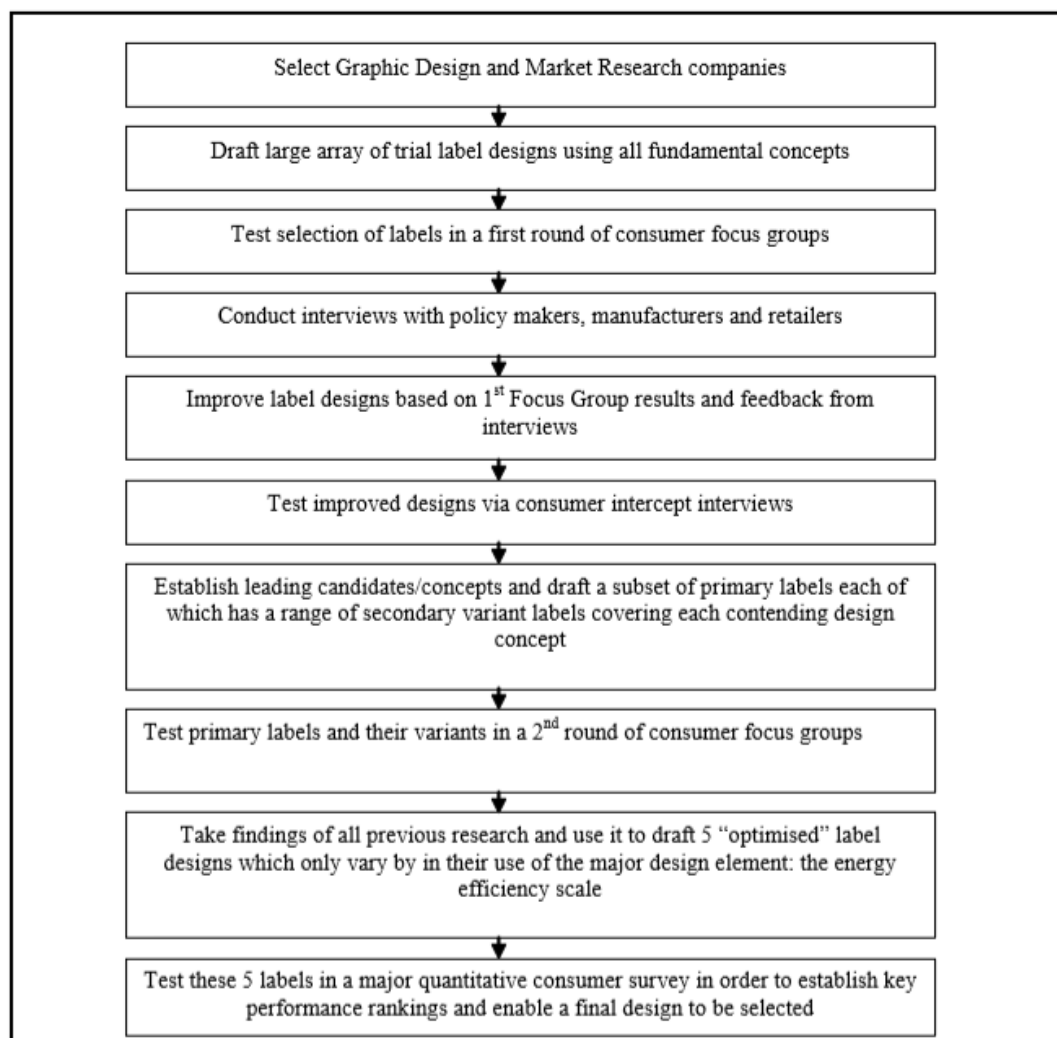 Select Graphic Design and Market Research companies
Draft large array of trial label designs using all fundamental concepts
Test selection of labels in a first round of consumer focus groups
Conduct interviews with policy makers, manufacturers and retailers
Improve label designs based on 1st Focus Group results and feedback from
interviews
Test improved designs via consumer intercept interviews
Establish leading candidates/concepts and draft a subset of primary labels each of
which has a range of secondary variant labels covering each contending design
concept
Test primary labels and their variants in a 2nd round of consumer focus groups
Take findings of all previous research and use it to draft 5 “optimised” label
designs which only vary by in their use of the major design element: the energy
efficiency scale
Test these 5 labels in a major quantitative consumer survey in order to establish key
performance rankings and enable a final design to be selected